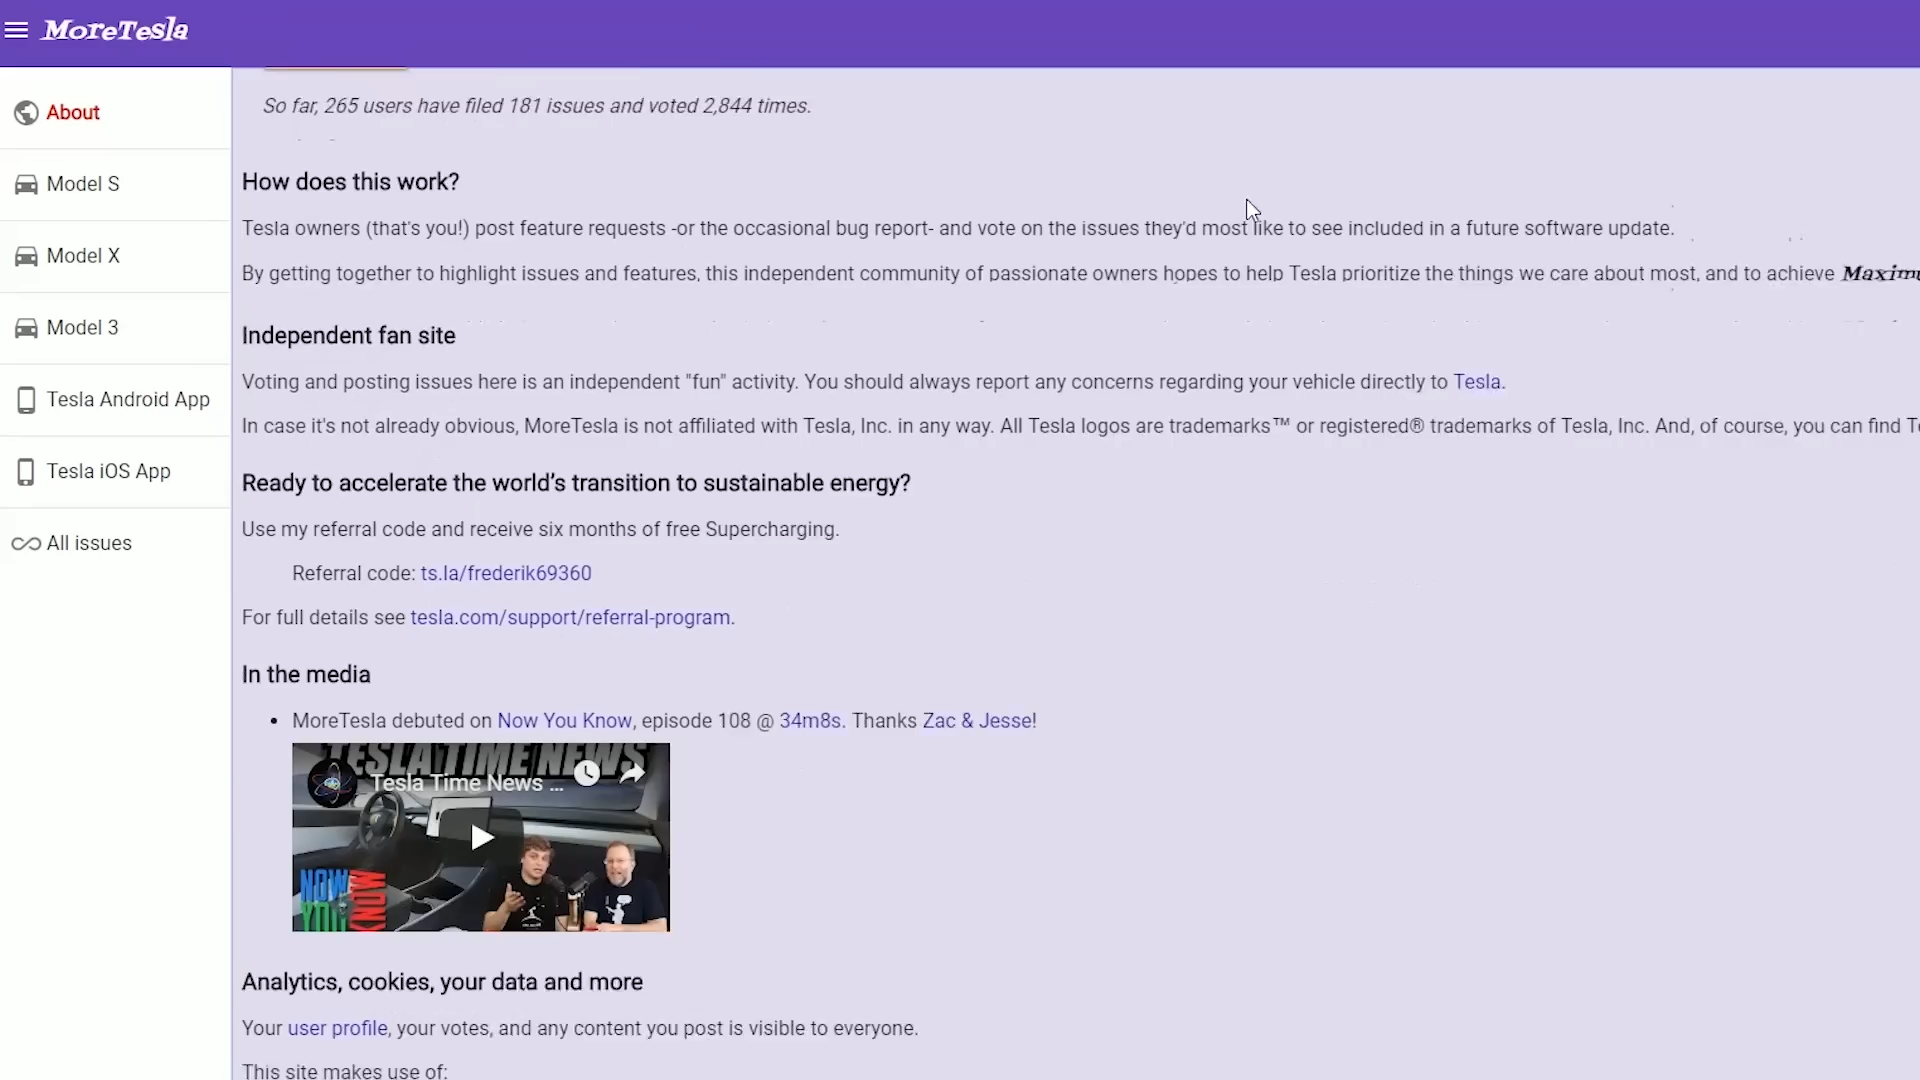 MoreTesla
About
Model S
Model X
Model 3
Tesla Android App
Tesla iOS App
All issues
So far, 265 users have filed 181 issues and voted 2,844 times.
How does this work?
Tesla owners (that's you!) post feature requests -or the occasional bug report- and vote on the issues they'd most like to see included in a future software update.
By getting together to highlight issues and features, this independent community of passionate owners hopes to help Tesla prioritize the things we care about most, and to achieve
Independent fan site
Voting and posting issues here is an independent "fun" activity. You should always report any concerns regarding your vehicle directly to Tesla.
In case it's not already obvious, MoreTesla is not affiliated with Tesla, Inc. in any way. All Tesla logos are trademarks™ or registered® trademarks of Tesla, Inc. And, of course, you can find
Ready to accelerate the world’s transition to sustainable energy?
Use my referral code and receive six months of free Supercharging.
Referral code: ts.la/frederik69360
For full details see tesla.com/support/referral-program.
In the media
• MoreTesla debuted on Now You Know, episode 108 @ 34m8s. Thanks Zac & Jesse!
TESLA TIME NEWS
Tesla Time News ...
NOW
YOU
KNOW
Analytics, cookies, your data and more
Your user profile, your votes, and any content you post is visible to everyone.
This site makes use of: